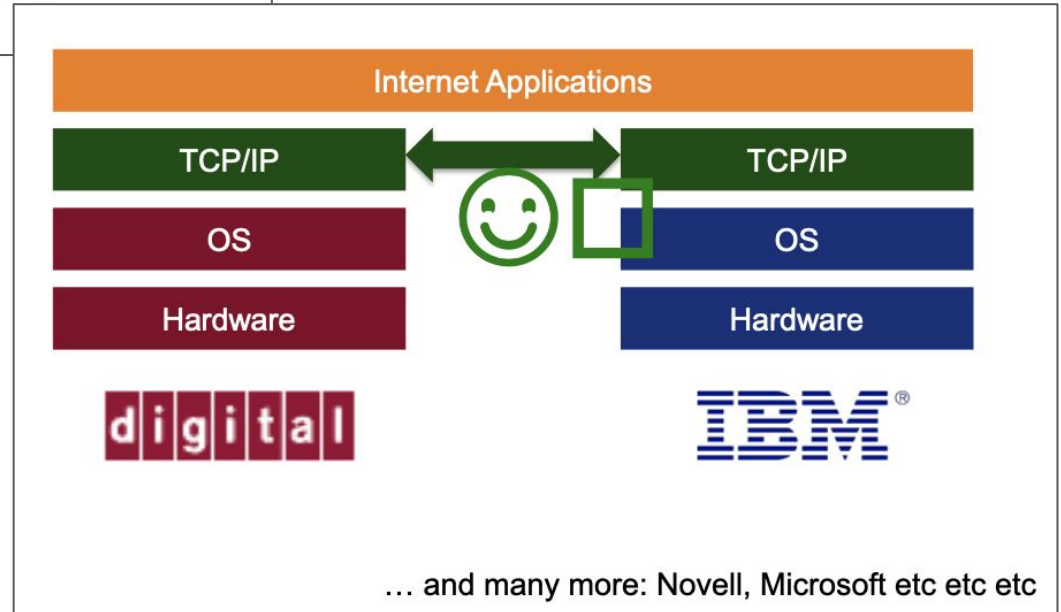 Internet Applications
TCP/IP TCP/IP
OS OS
Hardware Hardware
digital IBM®
… and many more: Novell, Microsoft etc etc etc